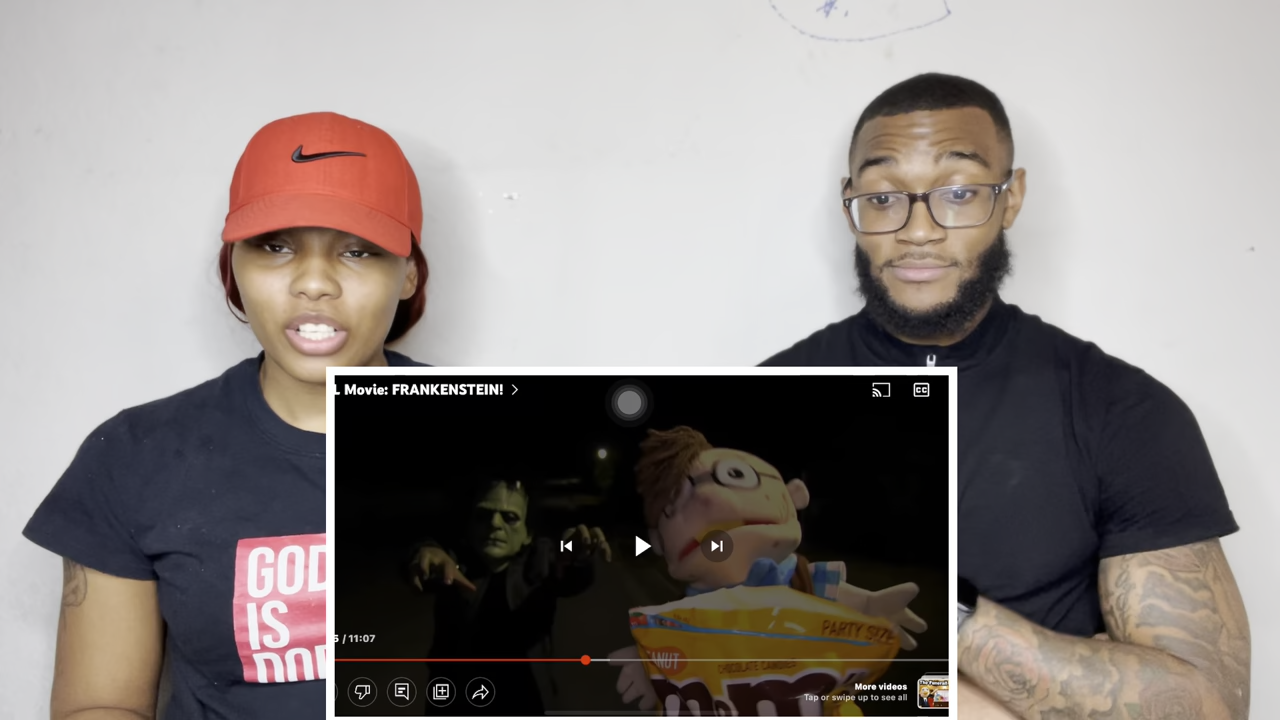 L Movie: FRANKENSTEIN!
CC
GOD
IS
PARTY SIZE
CHOCOLATE CANDIES
/ 11:07
More videos
Tap or swipe up to see all